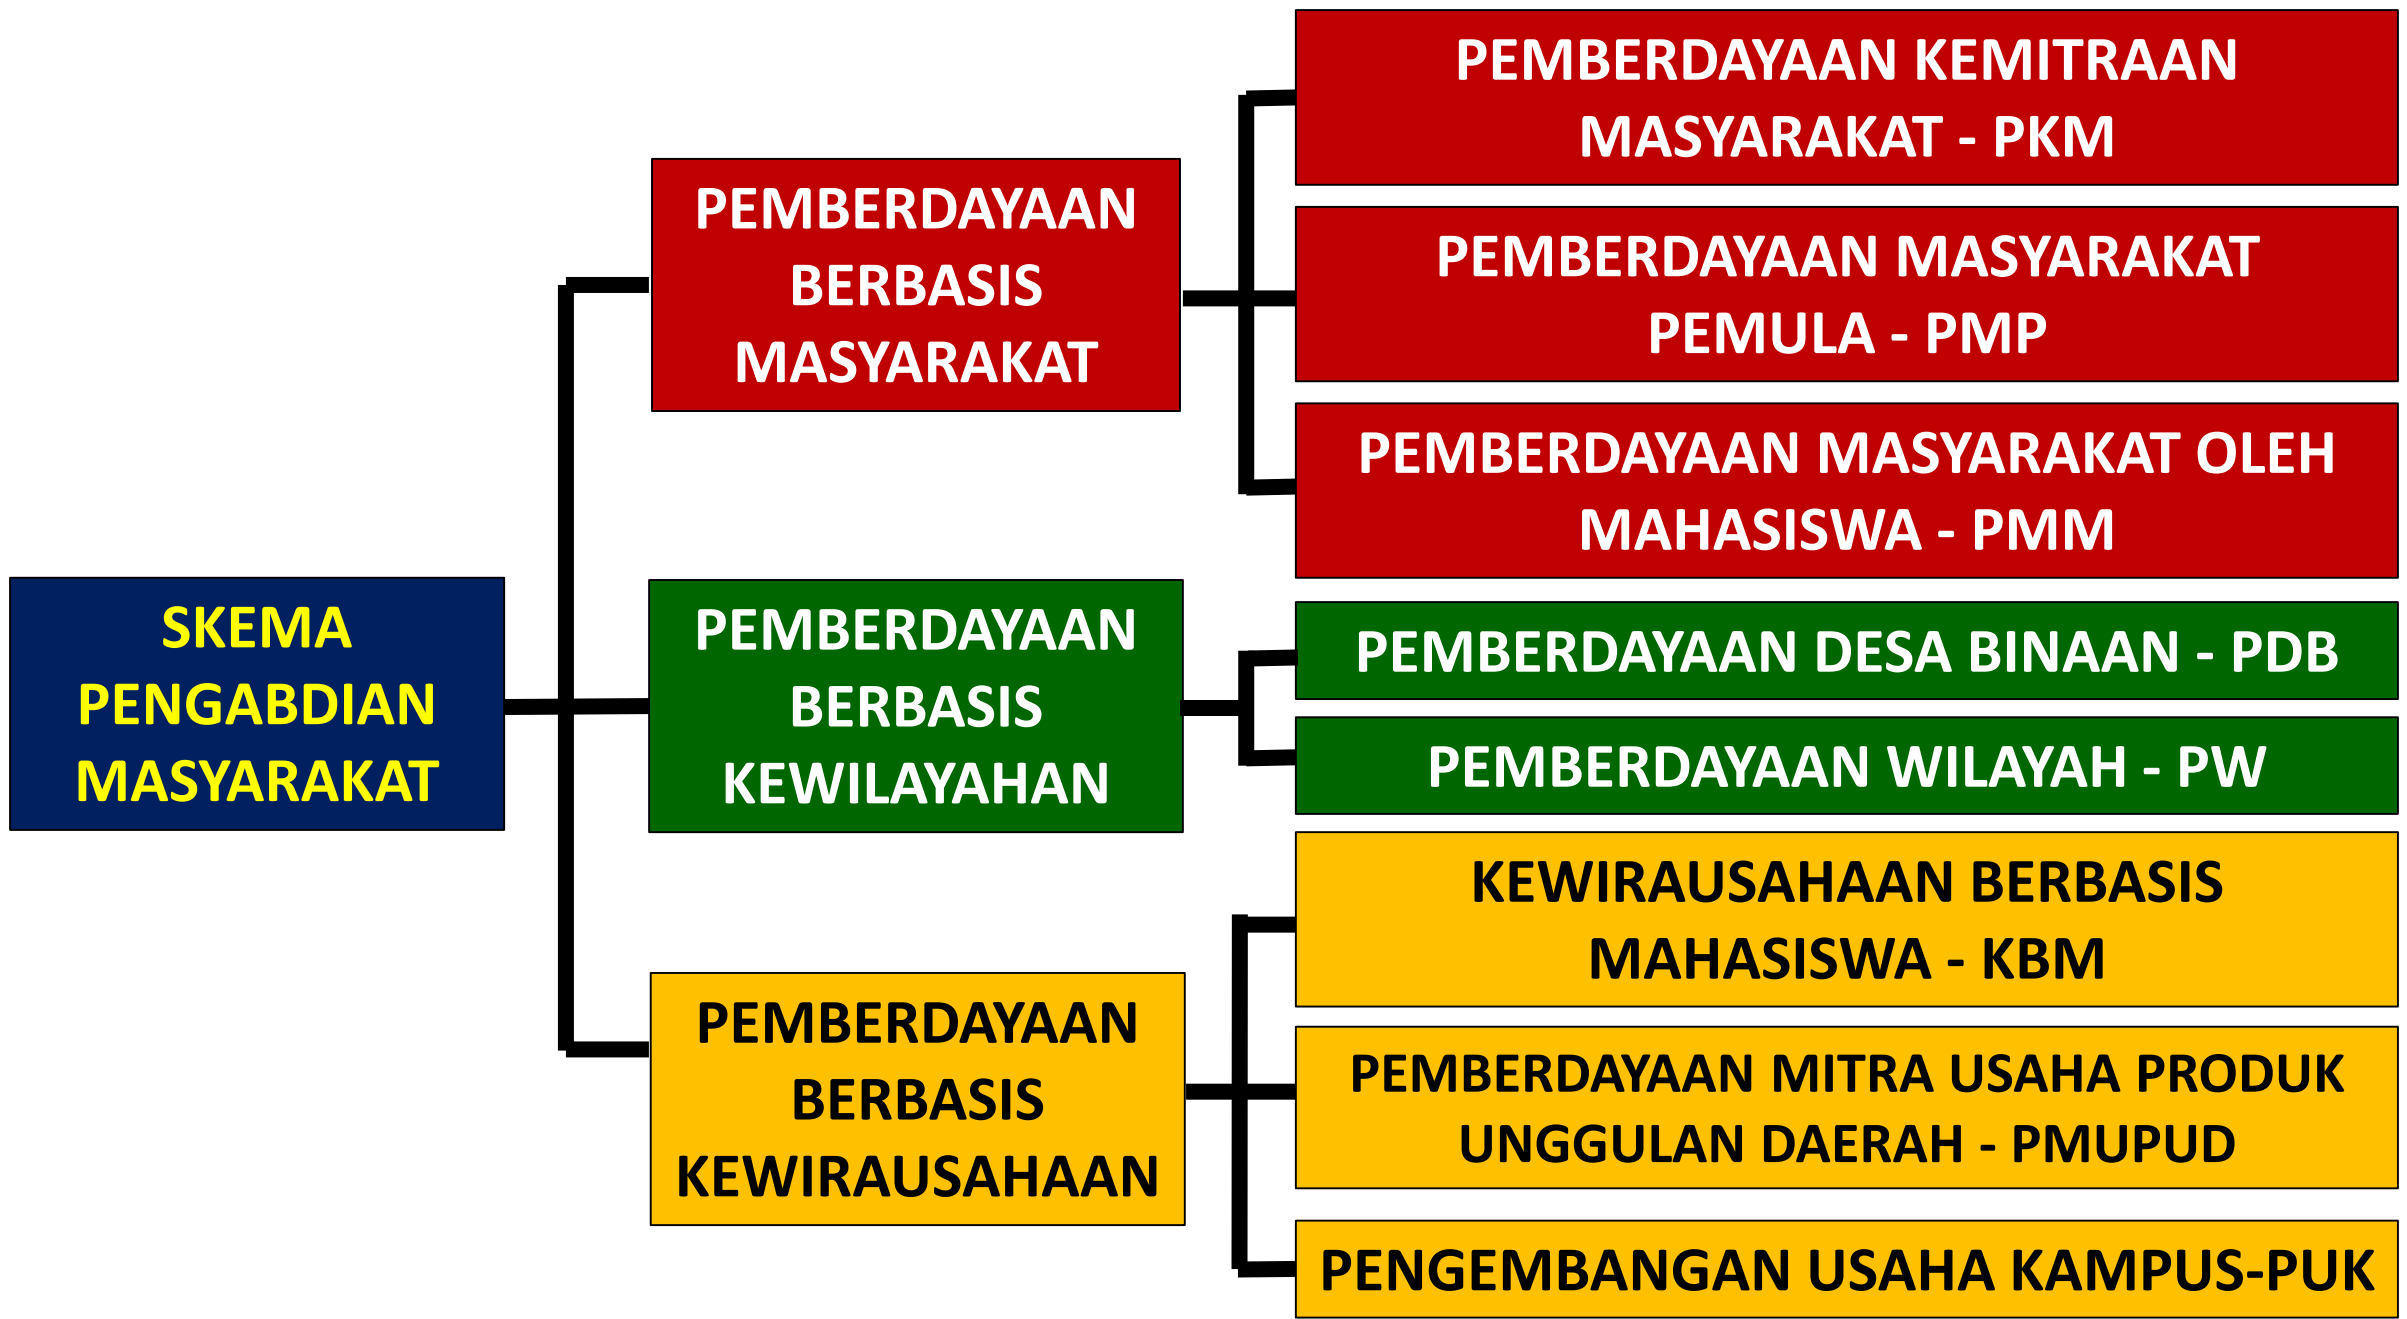 SKEMA
PENGABDIAN
MASYARAKAT
PEMBERDAYAAN
BERBASIS
MASYARAKAT
PEMBERDAYAAN KEMITRAAN
MASYARAKAT - PKM
PEMBERDAYAAN MASYARAKAT
PEMULA - PMP
PEMBERDAYAAN MASYARAKAT OLEH
MAHASISWA - PMM
PEMBERDAYAAN
BERBASIS
KEWILAYAHAN
PEMBERDAYAAN DESA BINAAN - PDB
PEMBERDAYAAN WILAYAH - PW
PEMBERDAYAAN
BERBASIS
KEWIRAUSAHAAN
KEWIRAUSAHAAN BERBASIS
MAHASISWA - KBM
PEMBERDAYAAN MITRA USAHA PRODUK
UNGGULAN DAERAH - PMUPUD
PENGEMBANGAN USAHA KAMPUS-PUK